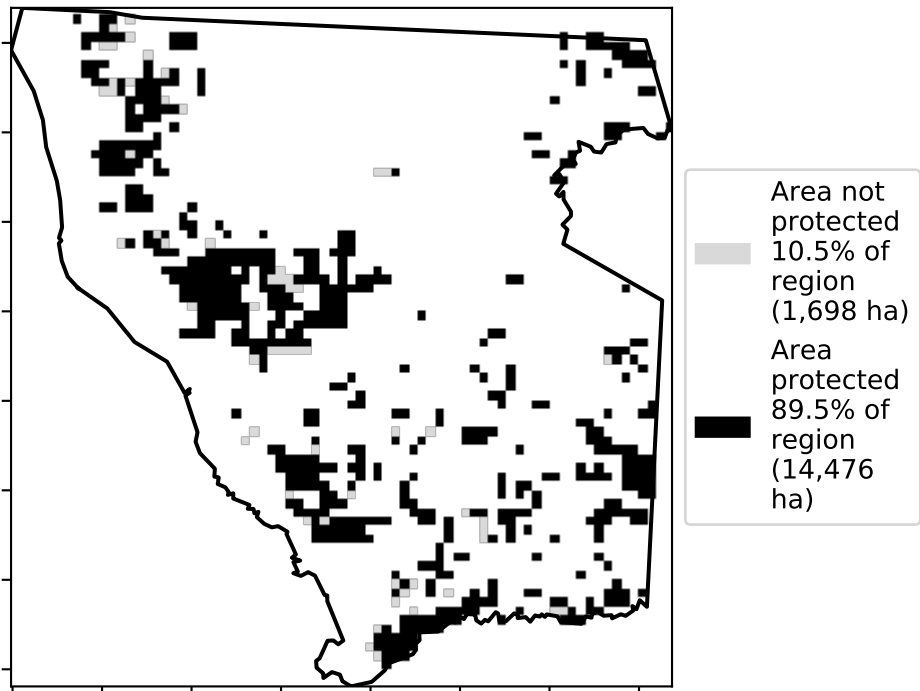 Area not
protected
10.5% of
region
(1,698 ha)
Area
protected
89.5% of
region
(14,476
ha)